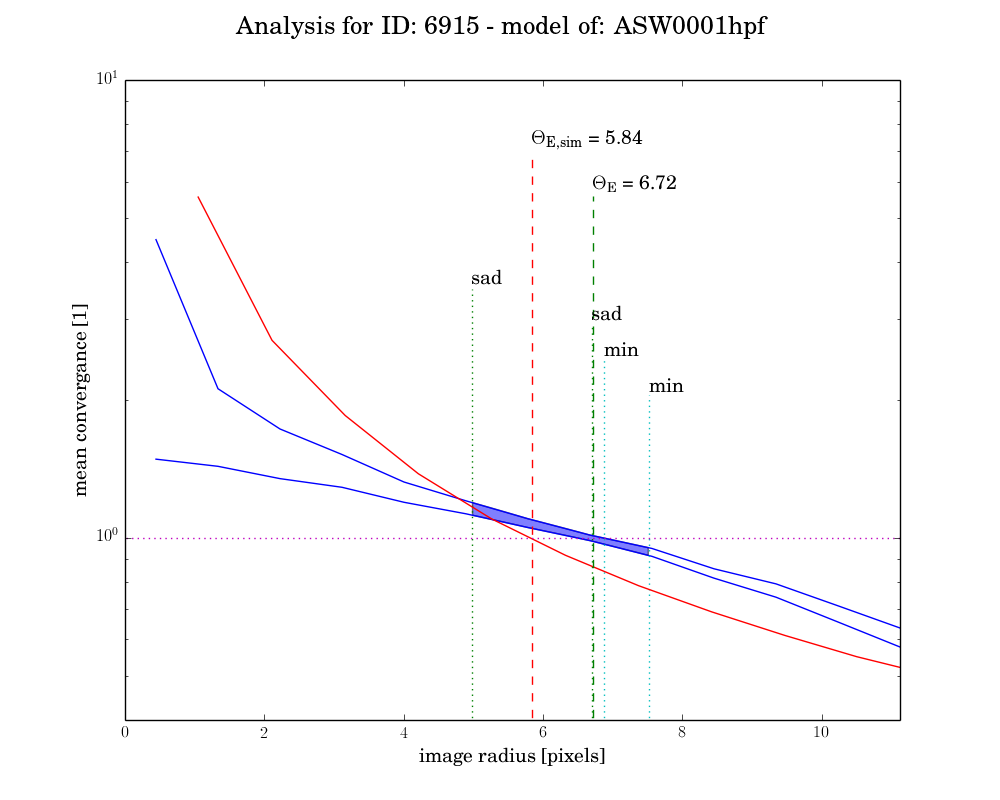 Analysis for ID: 6915 - model of: ASW0001hpf
10¹
Θ_E,sim = 5.84
Θ_E = 6.72
sad
sad
min
min
mean convergance [1]
10⁰
0 2 4 6 8 10
image radius [pixels]